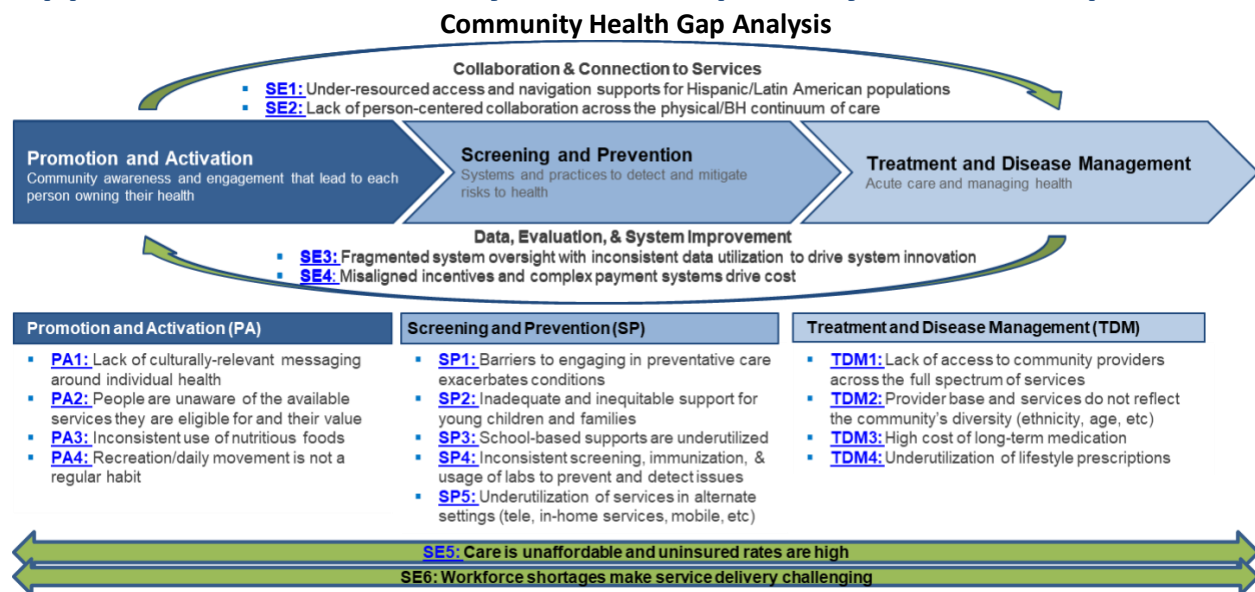 Community Health Gap Analysis
Collaboration & Connection to Services
▪ SE1: Under-resourced access and navigation supports for Hispanic/Latin American populations
▪ SE2: Lack of person-centered collaboration across the physical/BH continuum of care
Promotion and Activation
Community awareness and engagement that lead to each
person owning their health
Screening and Prevention
Systems and practices to detect and mitigate
risks to health
Treatment and Disease Management
Acute care and managing health
Data, Evaluation, & System Improvement
▪ SE3: Fragmented system oversight with inconsistent data utilization to drive system innovation
▪ SE4: Misaligned incentives and complex payment systems drive cost
Promotion and Activation (PA)
▪ PA1: Lack of culturally-relevant messaging
around individual health
▪ PA2: People are unaware of the available
services they are eligible for and their value
▪ PA3: Inconsistent use of nutritious foods
▪ PA4: Recreation/daily movement is not a
regular habit
Screening and Prevention (SP)
▪ SP1: Barriers to engaging in preventative care
exacerbates conditions
▪ SP2: Inadequate and inequitable support for
young children and families
▪ SP3: School-based supports are underutilized
▪ SP4: Inconsistent screening, immunization, &
usage of labs to prevent and detect issues
▪ SP5: Underutilization of services in alternate
settings (tele, in-home services, mobile, etc)
Treatment and Disease Management (TDM)
▪ TDM1: Lack of access to community providers
across the full spectrum of services
▪ TDM2: Provider base and services do not reflect
the community's diversity (ethnicity, age, etc)
▪ TDM3: High cost of long-term medication
▪ TDM4: Underutilization of lifestyle prescriptions
SE5: Care is unaffordable and uninsured rates are high
SE6: Workforce shortages make service delivery challenging